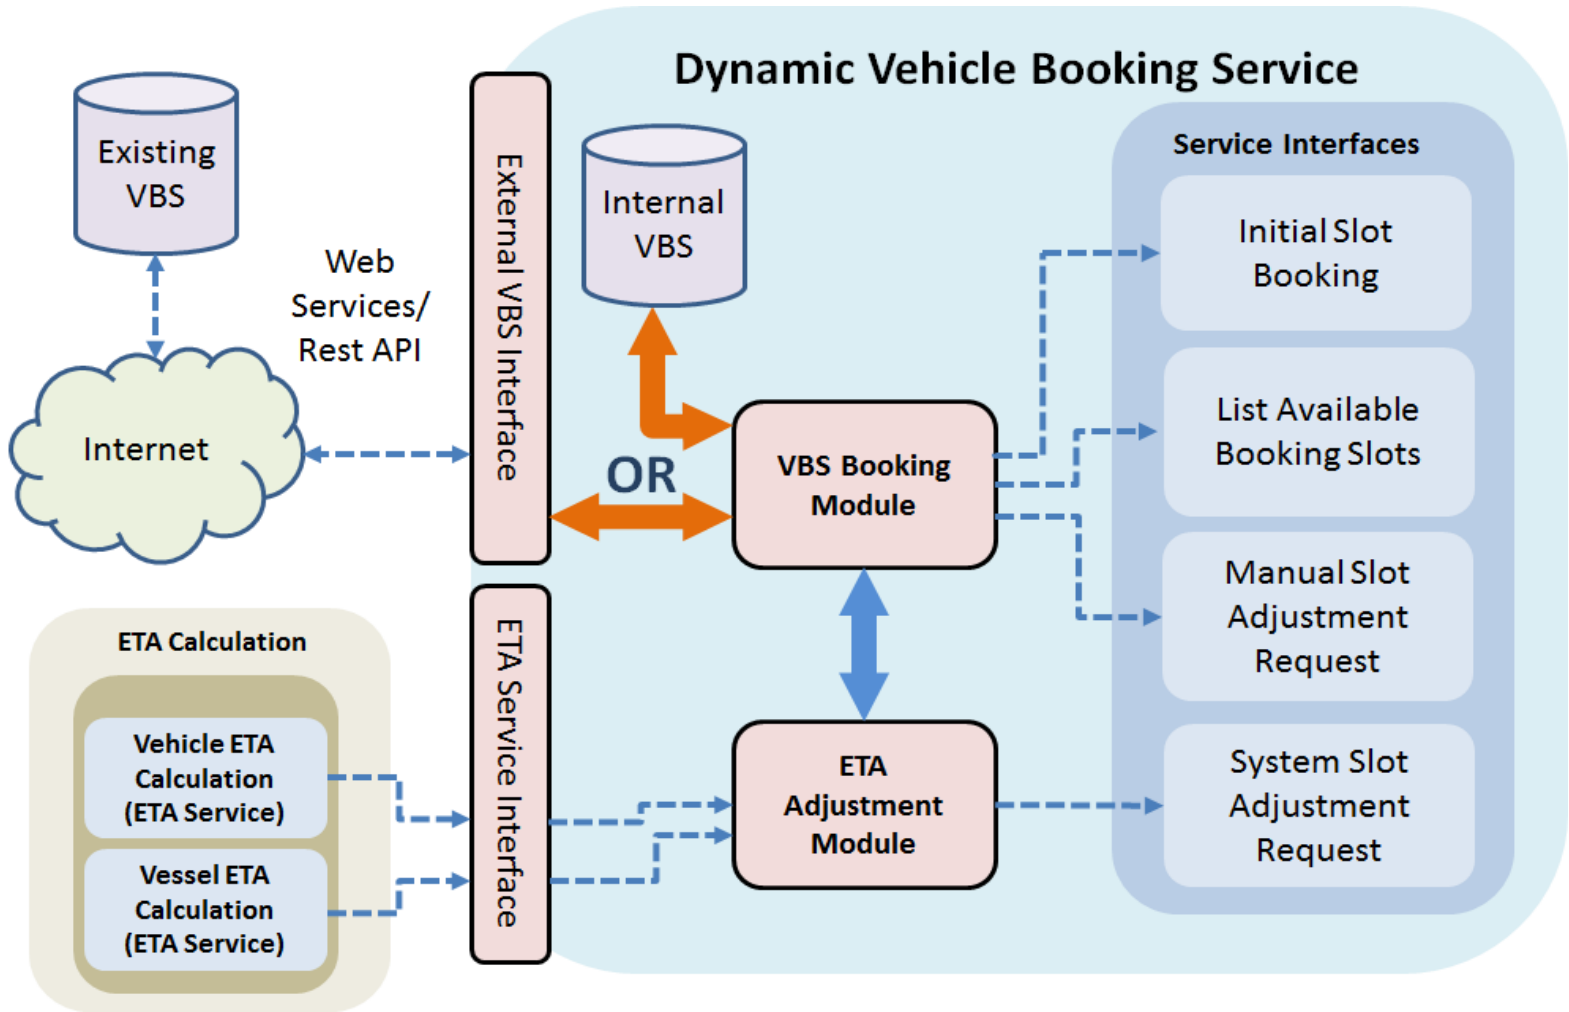 Dynamic Vehicle Booking Service
Existing
VBS
Web
Services/
Rest API
Internet
External VBS Interface
Internal
VBS
OR
VBS Booking
Module
Service Interfaces
Initial Slot
Booking
List Available
Booking Slots
Manual Slot
Adjustment
Request
System Slot
Adjustment
Request
ETA Calculation
Vehicle ETA
Calculation
(ETA Service)
Vessel ETA
Calculation
(ETA Service)
ETA Service Interface
ETA
Adjustment
Module